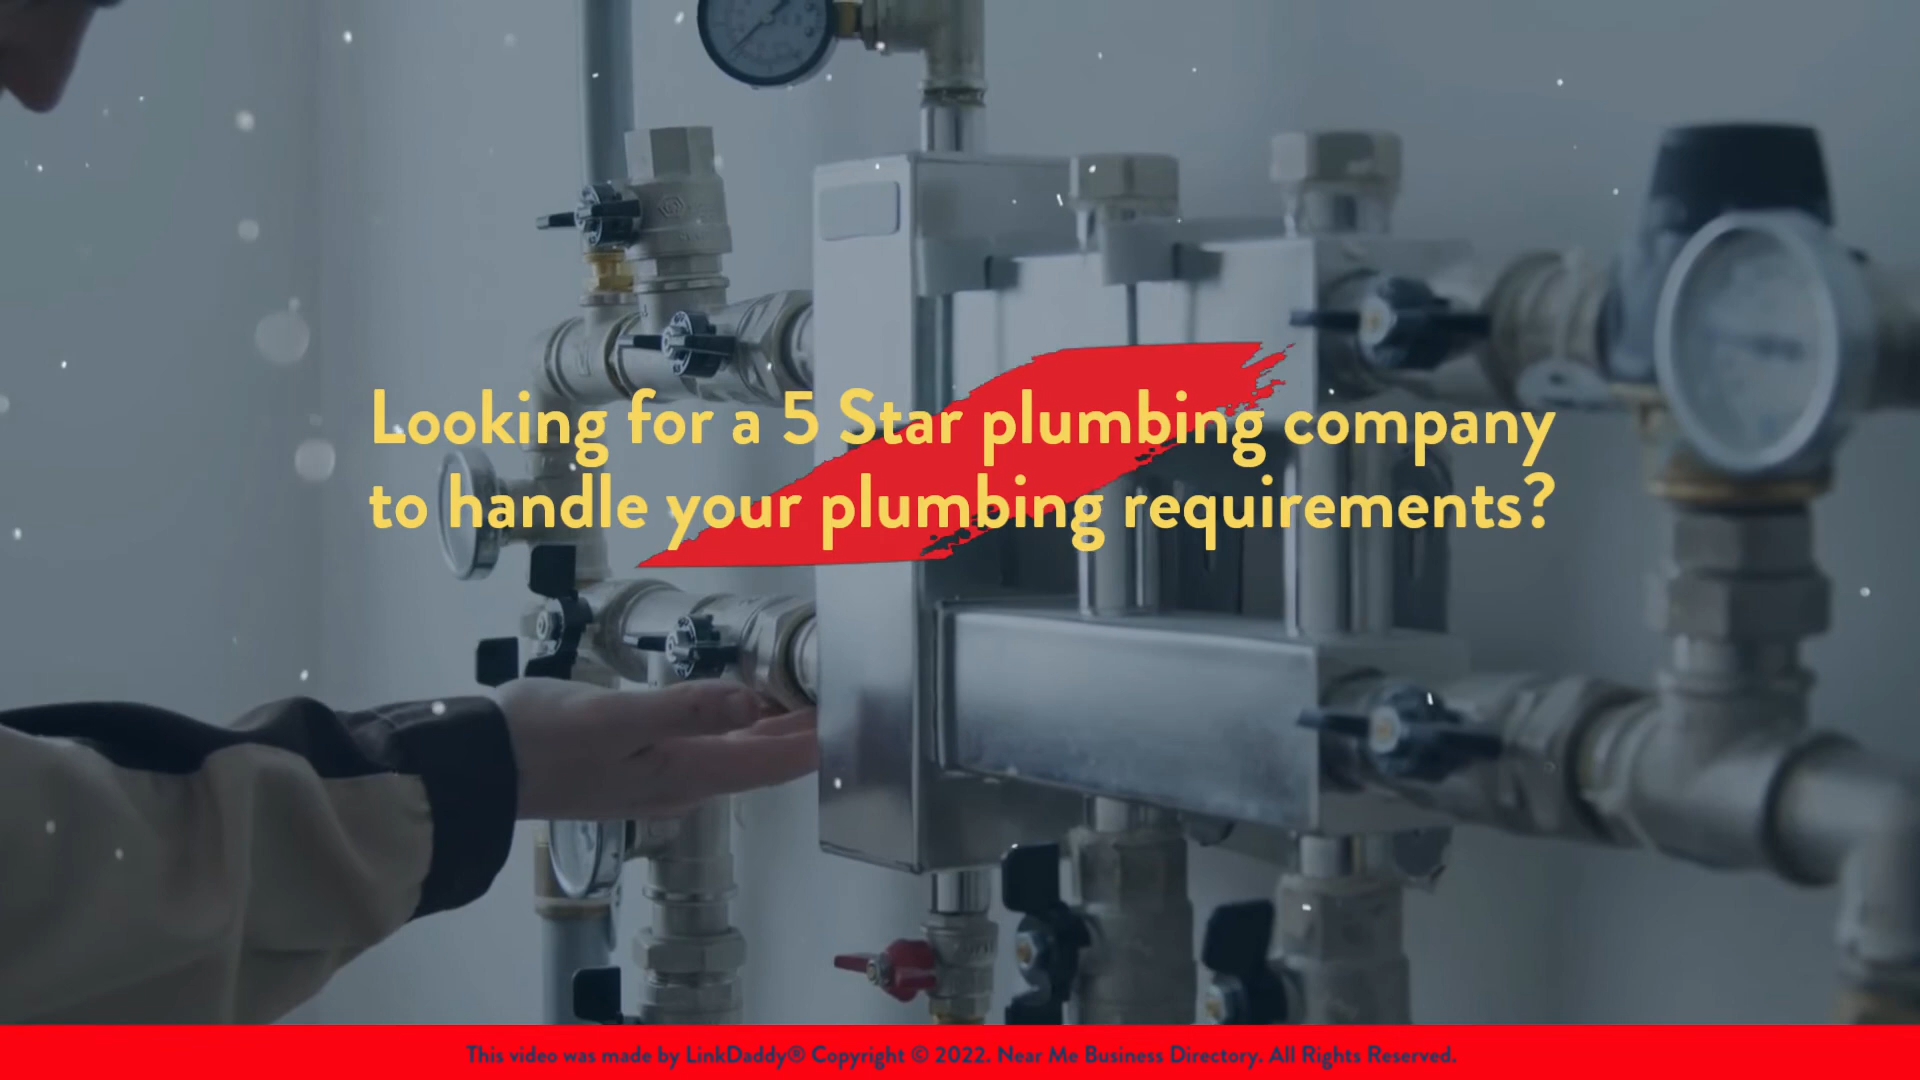 Looking for a 5 Star plumbing company
to handle your plumbing requirements?
This video was made by LinkDaddy® Copyright © 2022. Near Me Business Directory. All Rights Reserved.